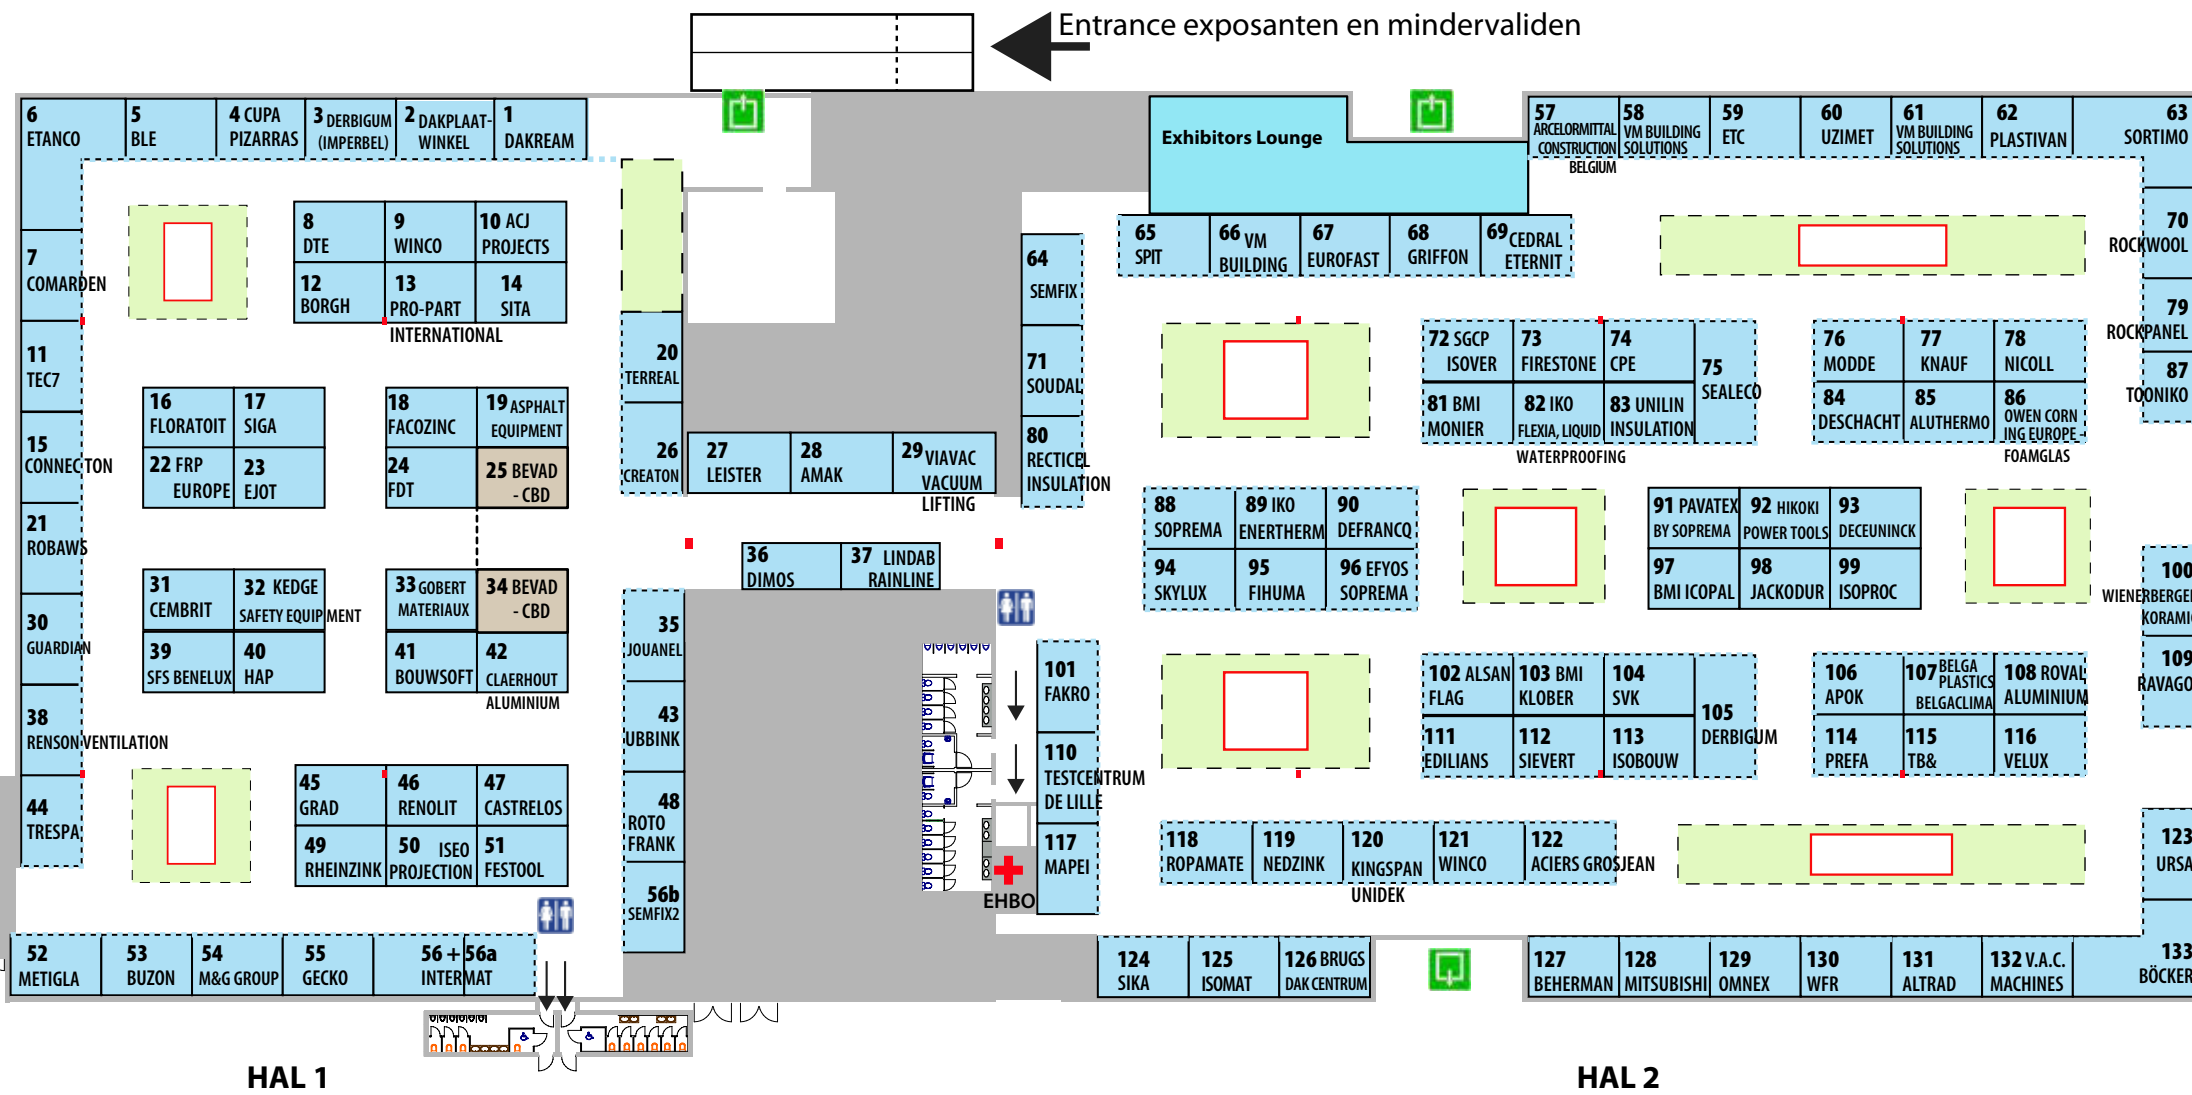 Entrance exposanten en mindervaliden
6
ETANCO
5
BLE
4 CUPA
PIZARRAS
3 DERBIGUM
(IMPERBEL)
2 DAKPLAAT-
WINKEL
1
DAKREAM
7
COMARDEN
8
DTE
9
WINCO
10 ACJ
PROJECTS
12
BORGH
13
PRO-PART
INTERNATIONAL
14
SITA
11
TEC7
15
CONNECTON
16
FLORATOIT
17
SIGA
18
FACOZINC
19 ASPHALT
EQUIPMENT
20
TERREAL
22 FRP
EUROPE
23
EJOT
24
FDT
25 BEVAD
- CBD
26
CREATON
21
ROBAWS
27
LEISTER
28
AMAK
29 VIAVAC
VACUUM
LIFTING
30
GUARDIAN
31
CEMBRIT
32 KEDGE
SAFETY EQUIPMENT
33 GOBERT
MATERIAUX
34 BEVAD
- CBD
35
JOUANEL
36
DIMOS
37 LINDAB
RAINLINE
38
RENSON VENTILATION
39
SFS BENELUX
40
HAP
41
BOUWSOFT
42
CLAERHOUT
ALUMINIUM
43
UBBINK
44
TRESPA
45
GRAD
46
RENOLIT
47
CASTRELOS
48
ROTO
FRANK
49
RHEINZINK
50 ISEO
PROJECTION
51
FESTOOL
56b
SEMFIX2
52
METIGLA
53
BUZON
54
M&G GROUP
55
GECKO
56 + 56a
INTERMAT
HAL 1
Exhibitors Lounge
57
ARCELORMITTAL
CONSTRUCTION
BELGIUM
58
VM BUILDING
SOLUTIONS
59
ETC
60
UZIMET
61
VM BUILDING
SOLUTIONS
62
PLASTIVAN
63
SORTIMO
64
SEMFIX
65
SPIT
66 VM
BUILDING
67
EUROFAST
68
GRIFFON
69 CEDRAL
ETERNIT
70
ROCKWOOL
71
SOUDAL
72 SGCP
ISOVER
73
FIRESTONE
74
CPE
75
SEALECO
76
MODDE
77
KNAUF
78
NICOLL
79
ROCKPANEL
80
RECTICEL
INSULATION
81 BMI
MONIER
82 IKO
FLEXIA, LIQUID
WATERPROOFING
83 UNILIN
INSULATION
84
DESCHACHT
85
ALUTHERMO
86
OWEN CORN
ING EUROPE -
FOAMGLAS
87
TOONIKO
88
SOPREMA
89 IKO
ENERTHERM
90
DEFRANCQ
91 PAVATEX
BY SOPREMA
92 HIKOKI
POWER TOOLS
93
DECEUNINCK
94
SKYLUX
95
FIHUMA
96 EFYOS
SOPREMA
97
BMI ICOPAL
98
JACKODUR
99
ISOPROC
100
WIENERBERGE
KORAMI
101
FAKRO
102 ALSAN
FLAG
103 BMI
KLOBER
104
SVK
105
DERBIGUM
106
APOK
107 BELGA
PLASTICS
BELGACLIMA
108 ROVAL
ALUMINIUM
109
RAVAGO
110
TESTCENTRUM
DE LILLE
111
EDILIANS
112
SIEVERT
113
ISOBOUW
114
PREFA
115
TB&
116
VELUX
117
MAPEI
EHBO
118
ROPAMATE
119
NEDZINK
120
KINGSPAN
UNIDEK
121
WINCO
122
ACIERS GROSJEAN
123
URSA
124
SIKA
125
ISOMAT
126 BRUGS
DAK CENTRUM
127
BEHERMAN
128
MITSUBISHI
129
OMNEX
130
WFR
131
ALTRAD
132 V.A.C.
MACHINES
133
BÖCKER
HAL 2